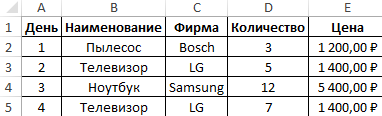 A B C D E
1 День Наименование Фирма Количество Цена
2 1 Пылесос Bosch 3 1 200,00 ₽
3 2 Телевизор LG 5 1 400,00 ₽
4 3 Ноутбук Samsung 12 5 400,00 ₽
5 4 Телевизор LG 7 1 400,00 ₽